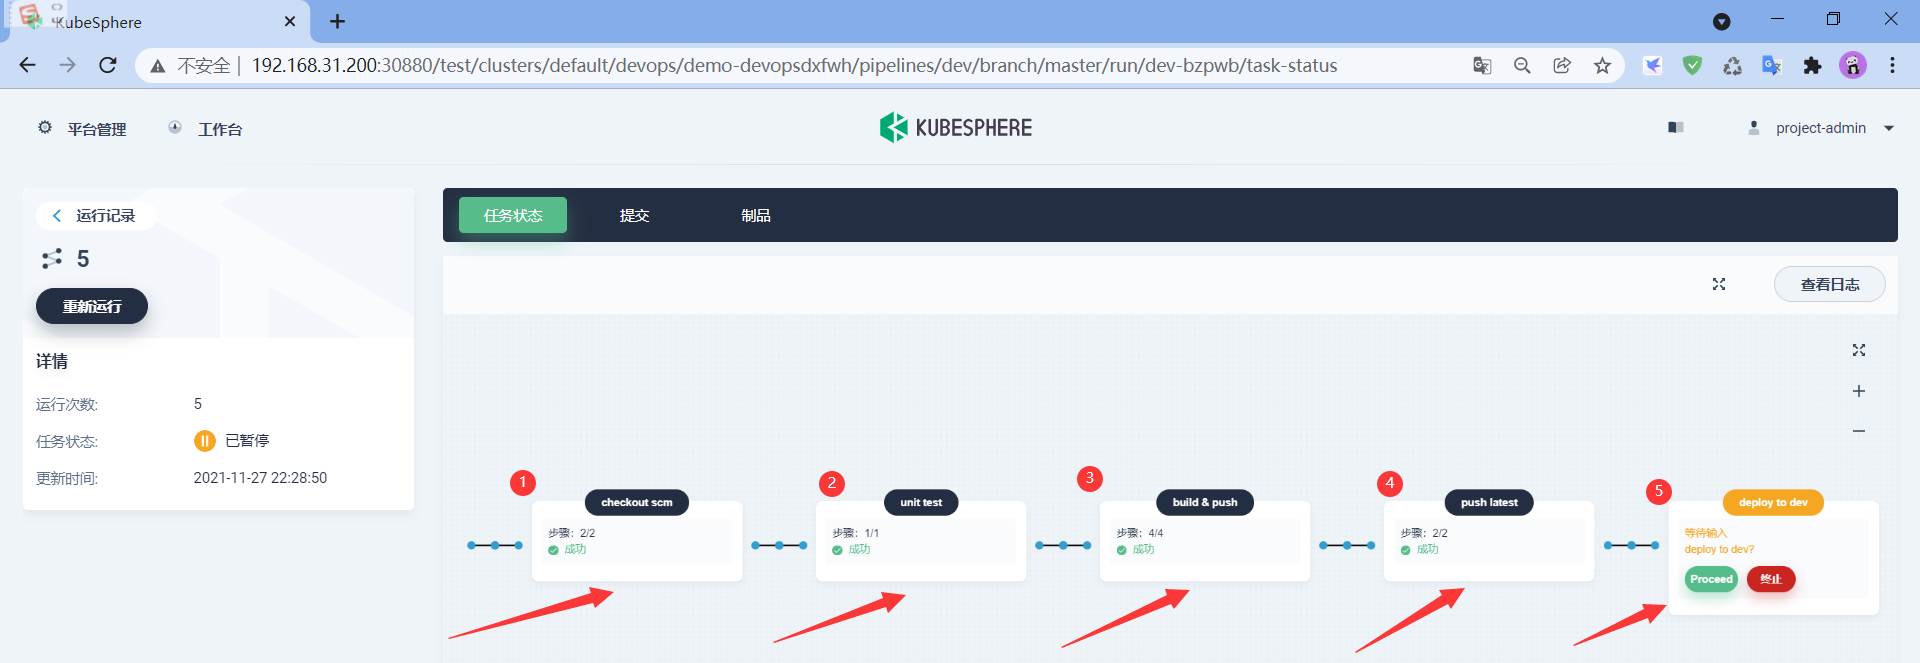 KubeSphere
不安全 | 192.168.31.200:30880/test/clusters/default/devops/demo-devopsdxfwh/pipelines/dev/branch/master/run/dev-bzpwb/task-status
平台管理
工作台
KUBESPHERE
project-admin
运行记录
5
重新运行
详情
运行次数: 5
任务状态: 已暂停
更新时间: 2021-11-27 22:28:50
任务状态 提交 制品
查看日志
1
checkout scm
步骤: 2/2
成功
2
unit test
步骤: 1/1
成功
3
build & push
步骤: 4/4
成功
4
push latest
步骤: 2/2
成功
5
deploy to dev
等待输入
deploy to dev?
Proceed 终止